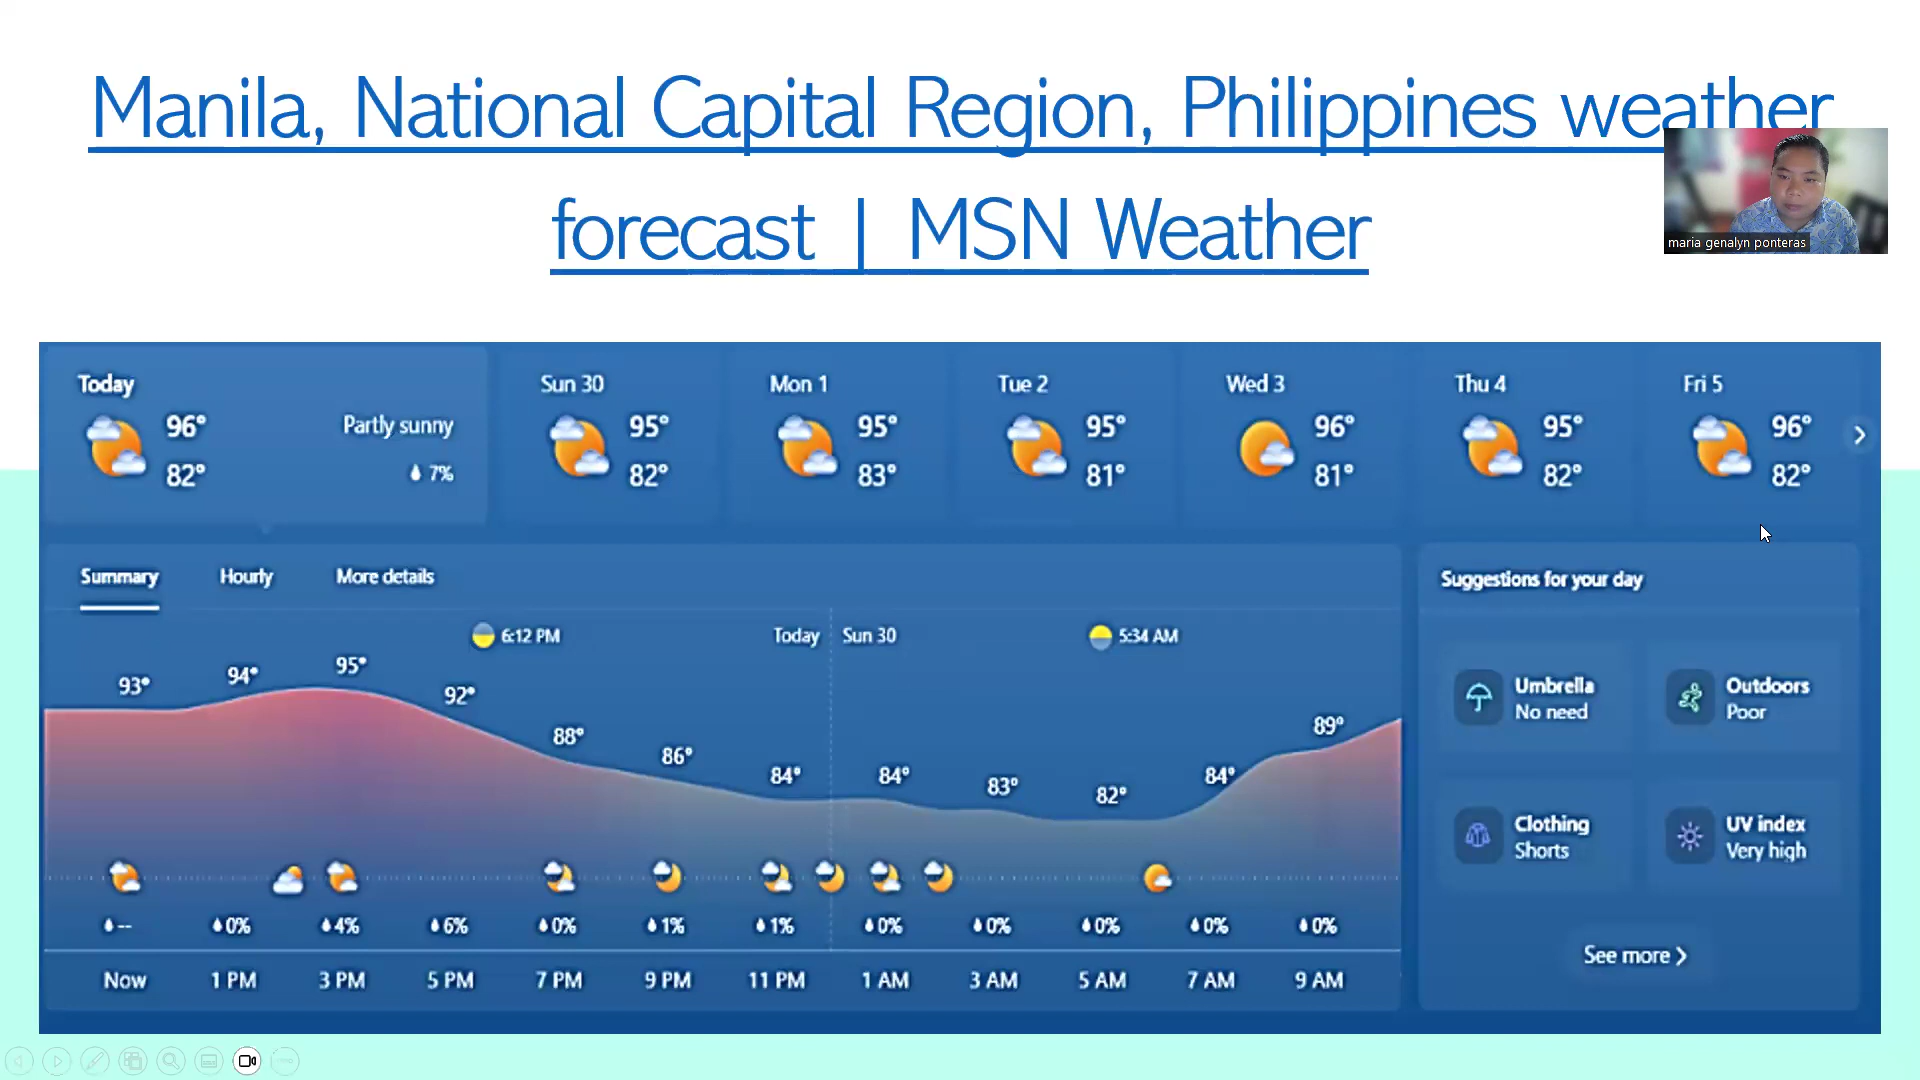 Manila, National Capital Region, Philippines weather
forecast | MSN Weather
maria genalyn ponteras
Today
96°
82°
Partly sunny
7%
Sun 30
95°
82°
Mon 1
95°
83°
Tue 2
95°
81°
Wed 3
96°
81°
Thu 4
95°
82°
Fri 5
96°
82°
Summary Hourly More details
6:12 PM Today Sun 30 5:34 AM
93° 94° 95° 92° 88° 86° 84° 84° 83° 82° 84° 89°
-- 0% 4% 6% 0% 1% 1% 0% 0% 0% 0% 0%
Now 1 PM 3 PM 5 PM 7 PM 9 PM 11 PM 1 AM 3 AM 5 AM 7 AM 9 AM
Suggestions for your day
Umbrella
No need
Outdoors
Poor
Clothing
Shorts
UV index
Very high
See more